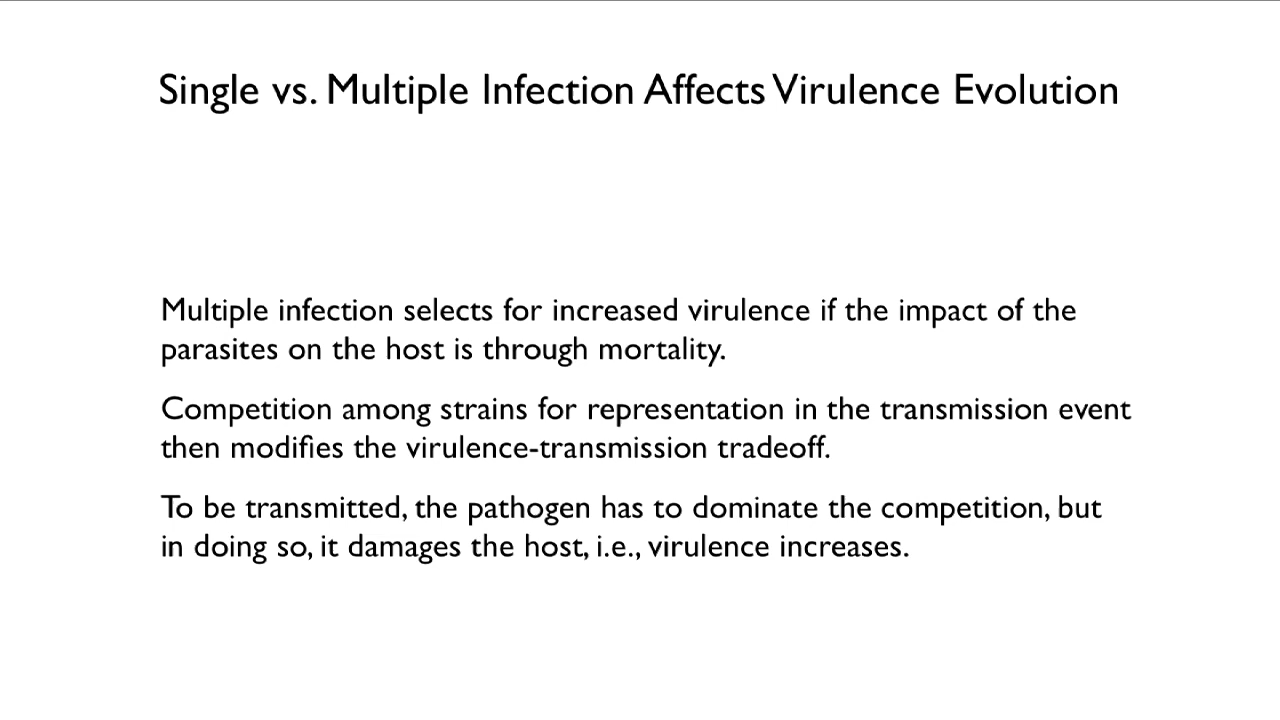 Single vs. Multiple Infection Affects Virulence Evolution
Multiple infection selects for increased virulence if the impact of the
parasites on the host is through mortality.
Competition among strains for representation in the transmission event
then modifies the virulence-transmission tradeoff.
To be transmitted, the pathogen has to dominate the competition, but
in doing so, it damages the host, i.e., virulence increases.